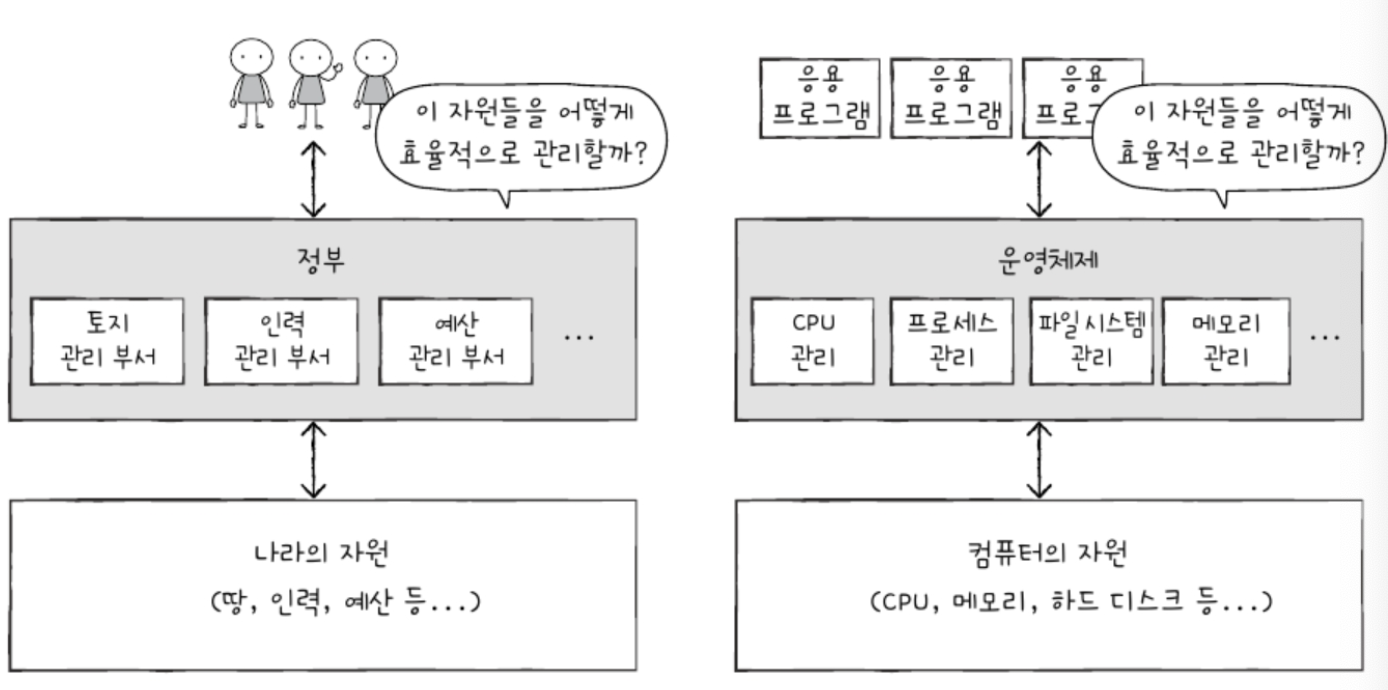 이 자원들을 어떻게
효율적으로 관리할까?
정부
토지
관리 부서
인력
관리 부서
예산
관리 부서
...
나라의 자원
(땅, 인력, 예산 등...)
응용
프로그램
응용
프로그램
응용
프로
이 자원들을 어떻게
효율적으로 관리할까?
운영체제
CPU
관리
프로세스
관리
파일 시스템
관리
메모리
관리
...
컴퓨터의 자원
(CPU, 메모리, 하드 디스크 등...)